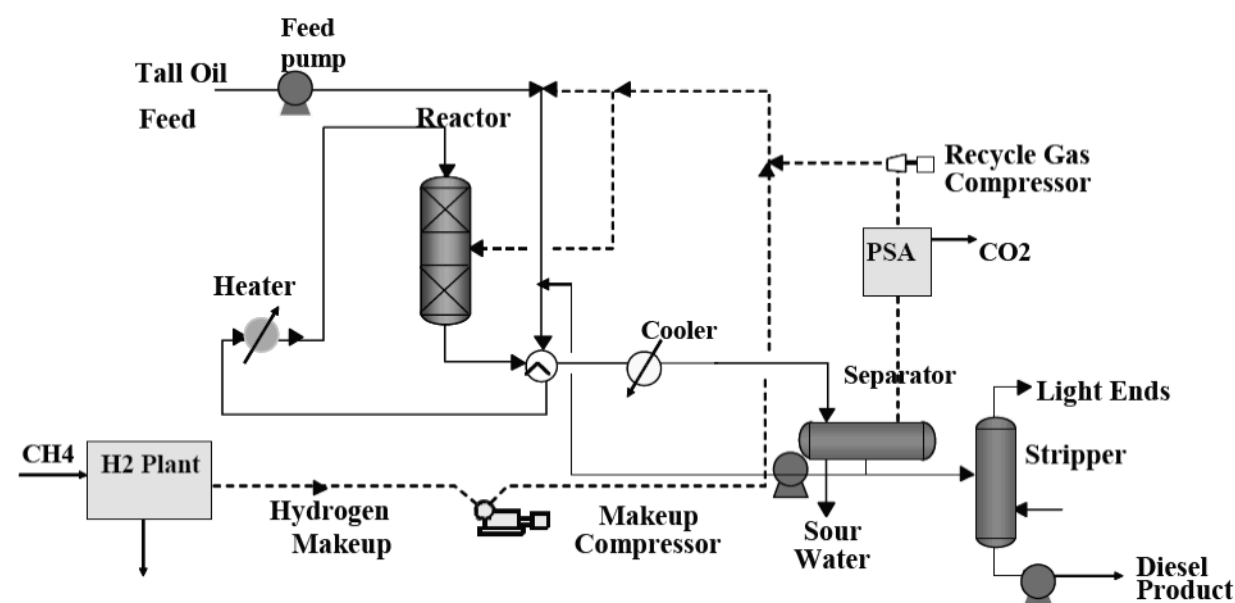 Feed
pump
Tall Oil
Feed
Reactor
Recycle Gas
Compressor
PSA
CO2
Heater
Cooler
Separator
Light Ends
CH4
H2 Plant
Stripper
Hydrogen
Makeup
Makeup
Compressor
Sour
Water
Diesel
Product